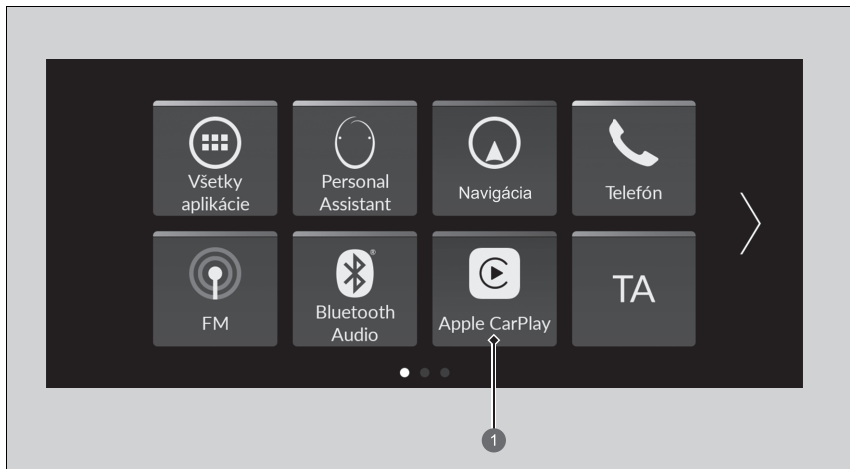 Všetky
aplikácie
Personal
Assistant
Navigácia
Telefón
FM
Bluetooth
Audio
®
Apple CarPlay
TA
1